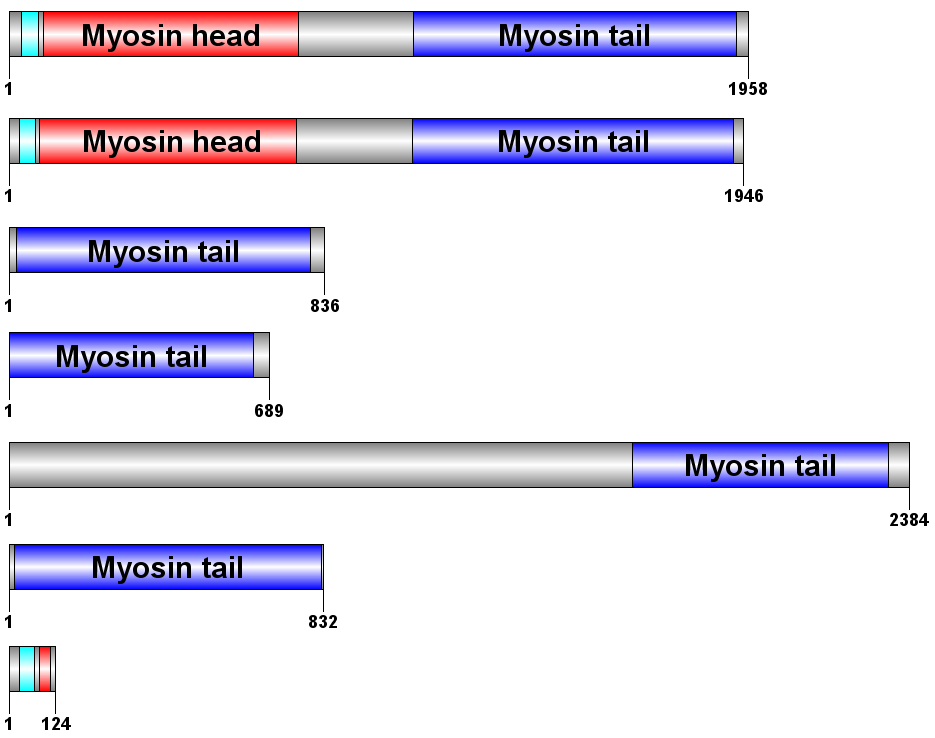 Myosin head Myosin tail
1 1958
Myosin head Myosin tail
1 1946
Myosin tail
1 836
Myosin tail
1 689
Myosin tail
1 2384
Myosin tail
1 832
1 124